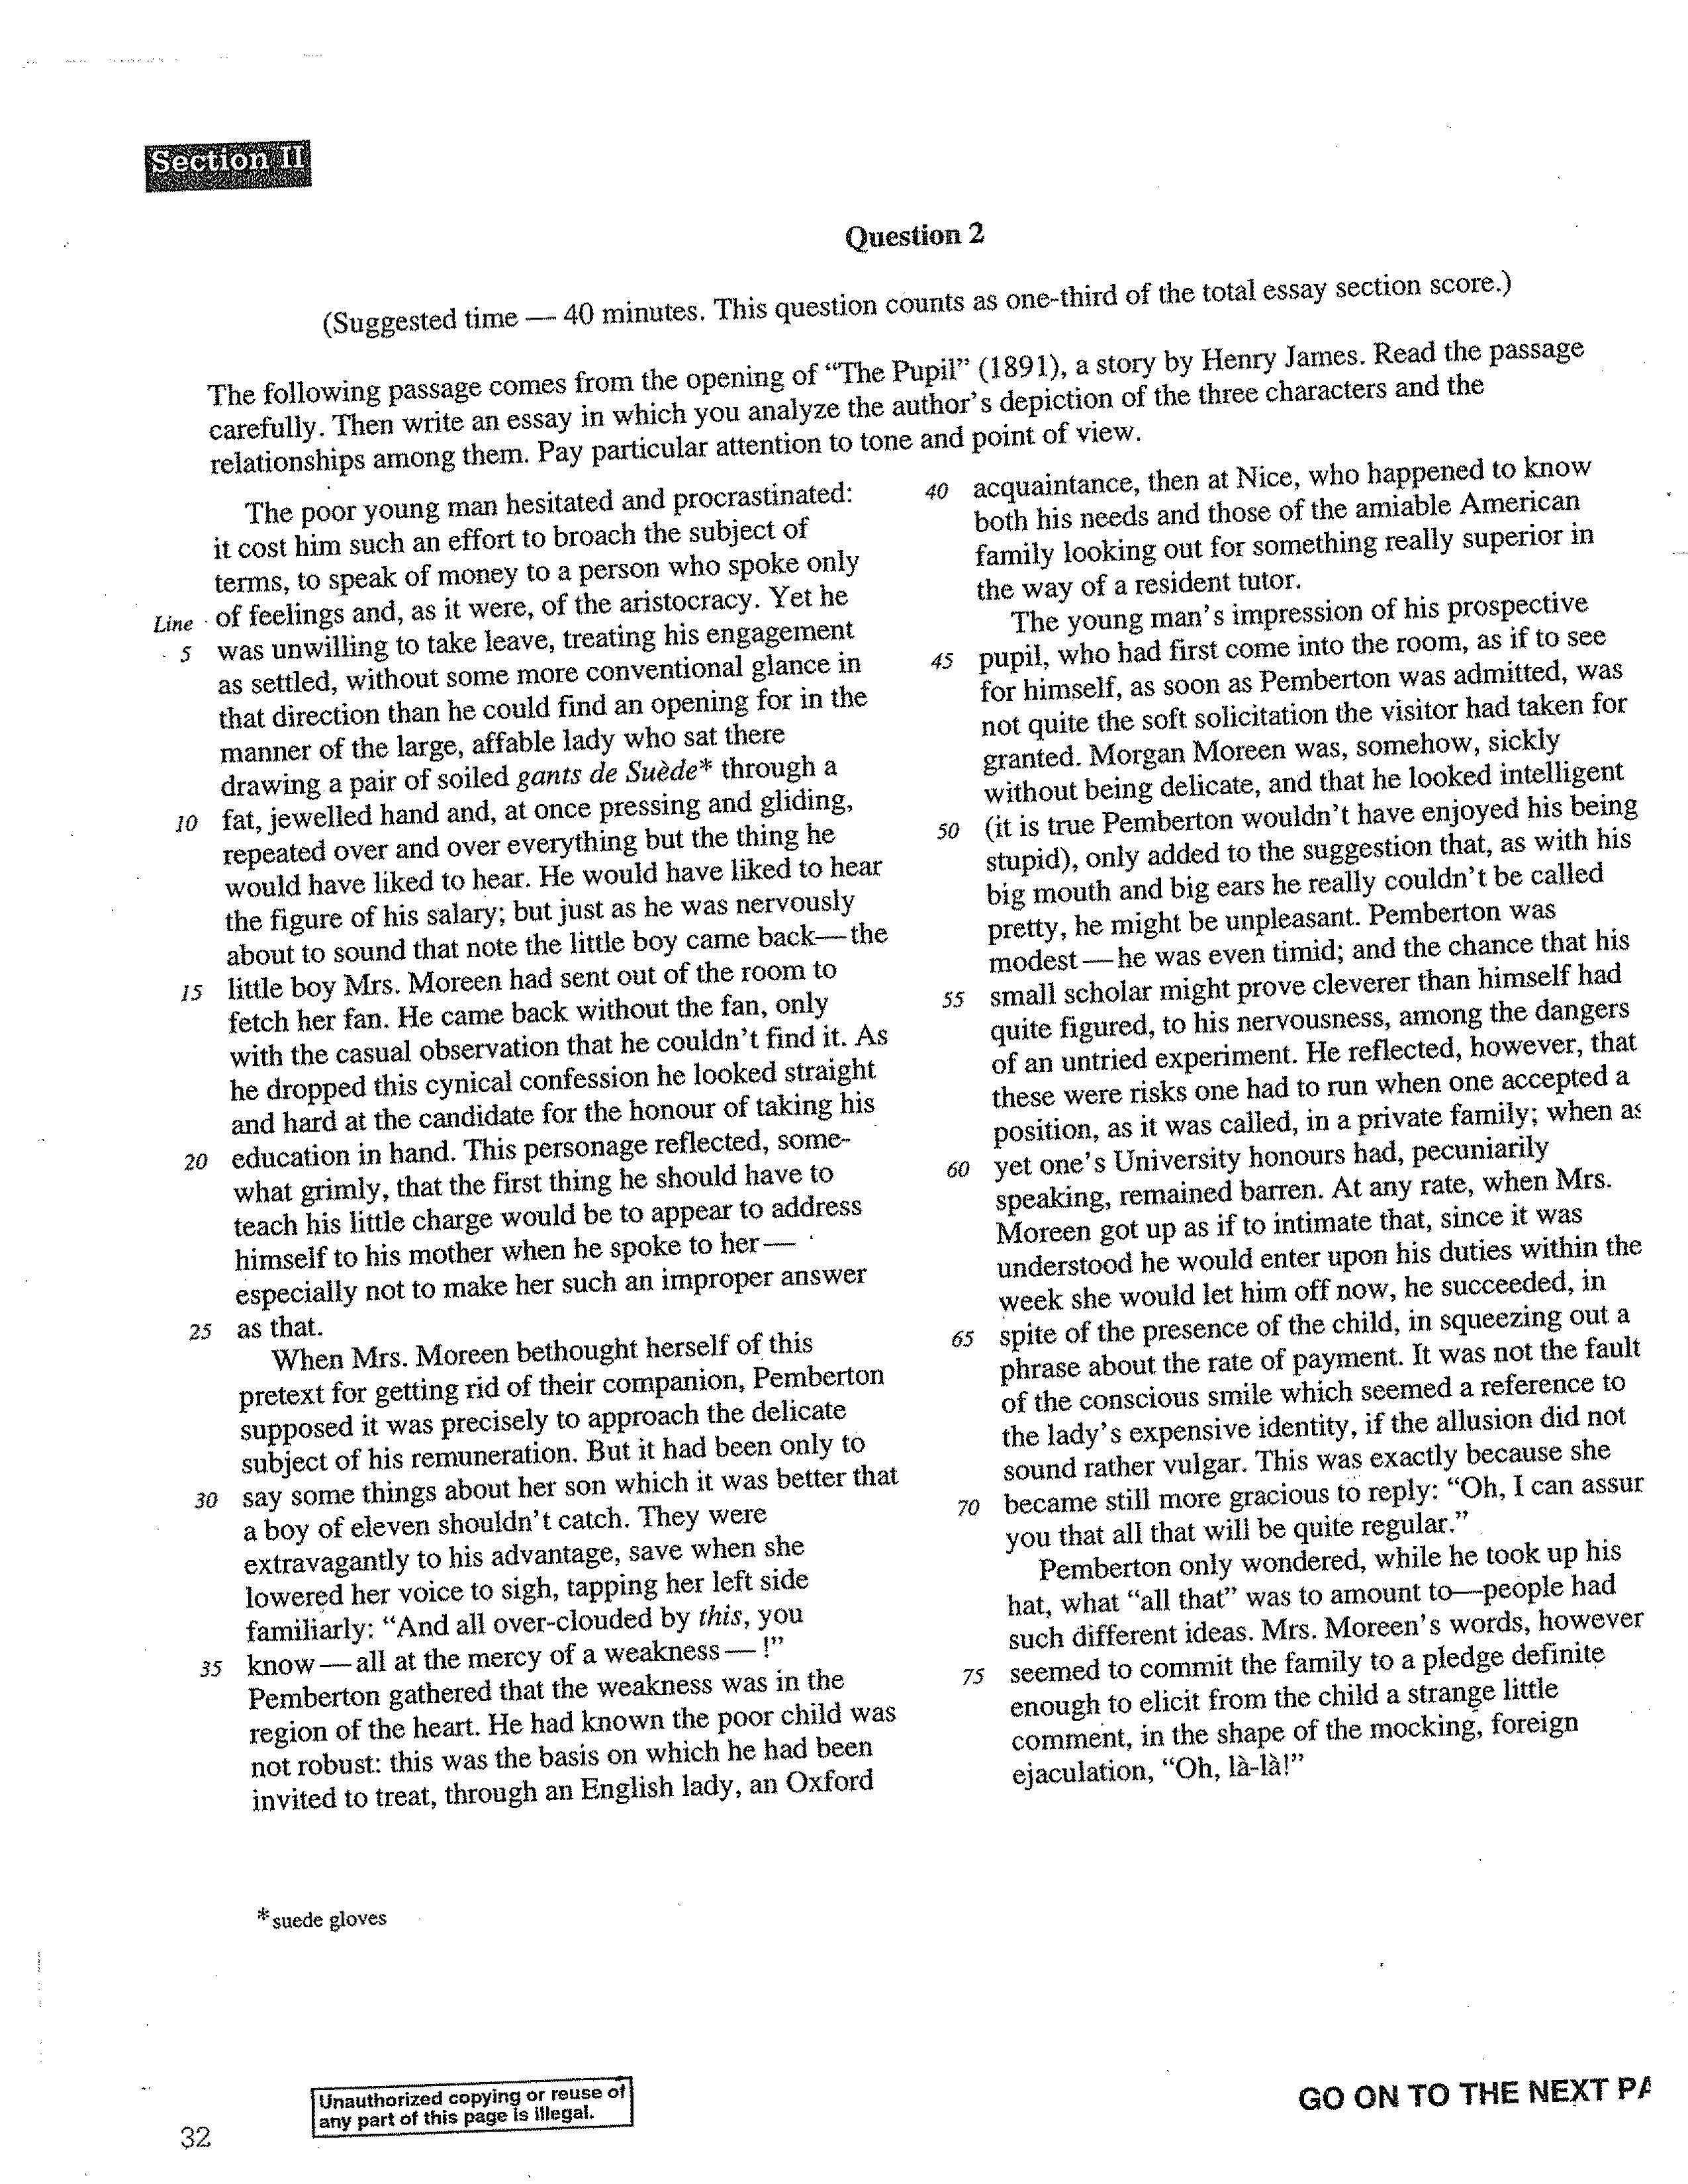 Section II
Question 2
(Suggested time — 40 minutes. This question counts as one-third of the total essay section score.)
The following passage comes from the opening of “The Pupil” (1891), a story by Henry James. Read the passage
carefully. Then write an essay in which you analyze the author’s depiction of the three characters and the
relationships among them. Pay particular attention to tone and point of view.
The poor young man hesitated and procrastinated:
it cost him such an effort to broach the subject of
terms, to speak of money to a person who spoke only
Line of feelings and, as it were, of the aristocracy. Yet he
5 was unwilling to take leave, treating his engagement
as settled, without some more conventional glance in
that direction than he could find an opening for in the
manner of the large, affable lady who sat there
drawing a pair of soiled gants de Suède* through a
10 fat, jewelled hand and, at once pressing and gliding,
repeated over and over everything but the thing he
would have liked to hear. He would have liked to hear
the figure of his salary; but just as he was nervously
about to sound that note the little boy came back—the
15 little boy Mrs. Moreen had sent out of the room to
fetch her fan. He came back without the fan, only
with the casual observation that he couldn’t find it. As
he dropped this cynical confession he looked straight
and hard at the candidate for the honour of taking his
20 education in hand. This personage reflected, some-
what grimly, that the first thing he should have to
teach his little charge would be to appear to address
himself to his mother when he spoke to her—
especially not to make her such an improper answer
25 as that.
When Mrs. Moreen bethought herself of this
pretext for getting rid of their companion, Pemberton
supposed it was precisely to approach the delicate
subject of his remuneration. But it had been only to
30 say some things about her son which it was better that
a boy of eleven shouldn’t catch. They were
extravagantly to his advantage, save when she
lowered her voice to sigh, tapping her left side
familiarly: “And all over-clouded by this, you
35 know—all at the mercy of a weakness—!”
Pemberton gathered that the weakness was in the
region of the heart. He had known the poor child was
not robust: this was the basis on which he had been
invited to treat, through an English lady, an Oxford
40 acquaintance, then at Nice, who happened to know
both his needs and those of the amiable American
family looking out for something really superior in
the way of a resident tutor.
The young man’s impression of his prospective
45 pupil, who had first come into the room, as if to see
for himself, as soon as Pemberton was admitted, was
not quite the soft solicitation the visitor had taken for
granted. Morgan Moreen was, somehow, sickly
without being delicate, and that he looked intelligent
50 (it is true Pemberton wouldn’t have enjoyed his being
stupid), only added to the suggestion that, as with his
big mouth and big ears he really couldn’t be called
pretty, he might be unpleasant. Pemberton was
modest—he was even timid; and the chance that his
55 small scholar might prove cleverer than himself had
quite figured, to his nervousness, among the dangers
of an untried experiment. He reflected, however, that
these were risks one had to run when one accepted a
position, as it was called, in a private family; when as
60 yet one’s University honours had, pecuniarily
speaking, remained barren. At any rate, when Mrs.
Moreen got up as if to intimate that, since it was
understood he would enter upon his duties within the
week she would let him off now, he succeeded, in
65 spite of the presence of the child, in squeezing out a
phrase about the rate of payment. It was not the fault
of the conscious smile which seemed a reference to
the lady’s expensive identity, if the allusion did not
sound rather vulgar. This was exactly because she
70 became still more gracious to reply: “Oh, I can assur
you that all that will be quite regular.”
Pemberton only wondered, while he took up his
hat, what “all that” was to amount to—people had
such different ideas. Mrs. Moreen’s words, however
75 seemed to commit the family to a pledge definite
enough to elicit from the child a strange little
comment, in the shape of the mocking, foreign
ejaculation, “Oh, là-là!”
*suede gloves
Unauthorized copying or reuse of
any part of this page is illegal.
GO ON TO THE NEXT PA
32